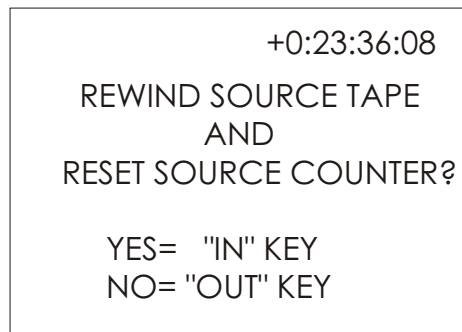 +0:23:36:08
REWIND SOURCE TAPE
AND
RESET SOURCE COUNTER?
YES= "IN" KEY
NO= "OUT" KEY